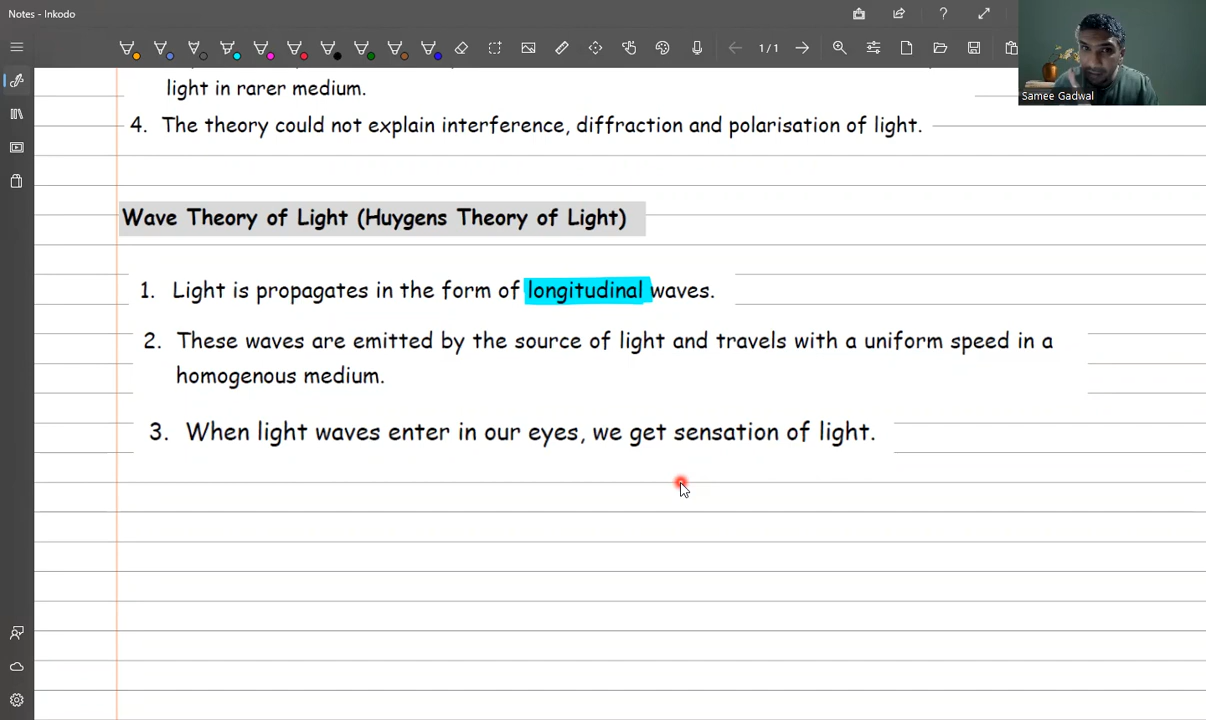 Notes - Inkodo
1/1
Samee Gadwal
light in rarer medium.
4. The theory could not explain interference, diffraction and polarisation of light.
Wave Theory of Light (Huygens Theory of Light)
1. Light is propagates in the form of longitudinal waves.
2. These waves are emitted by the source of light and travels with a uniform speed in a
homogenous medium.
3. When light waves enter in our eyes, we get sensation of light.